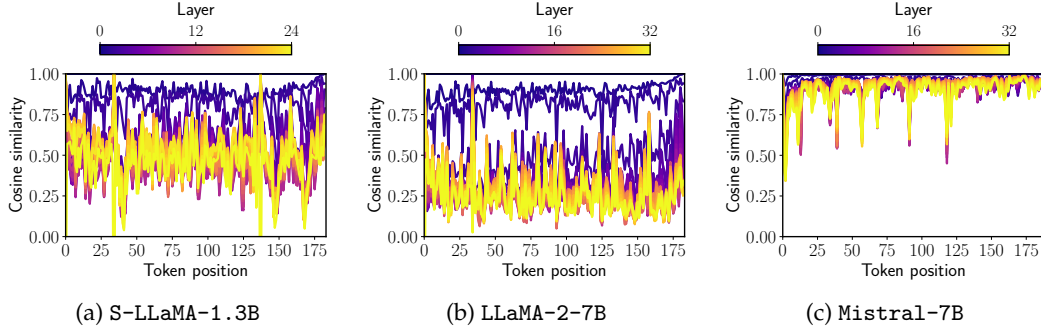 Layer
0 12 24
1.00
0.75
0.50
0.25
0.00
Cosine similarity
0 25 50 75 100 125 150 175
Token position
(a) S-LLaMA-1.3B
Layer
0 16 32
1.00
0.75
0.50
0.25
0.00
Cosine similarity
0 25 50 75 100 125 150 175
Token position
(b) LLaMA-2-7B
Layer
0 16 32
1.00
0.75
0.50
0.25
0.00
Cosine similarity
0 25 50 75 100 125 150 175
Token position
(c) Mistral-7B